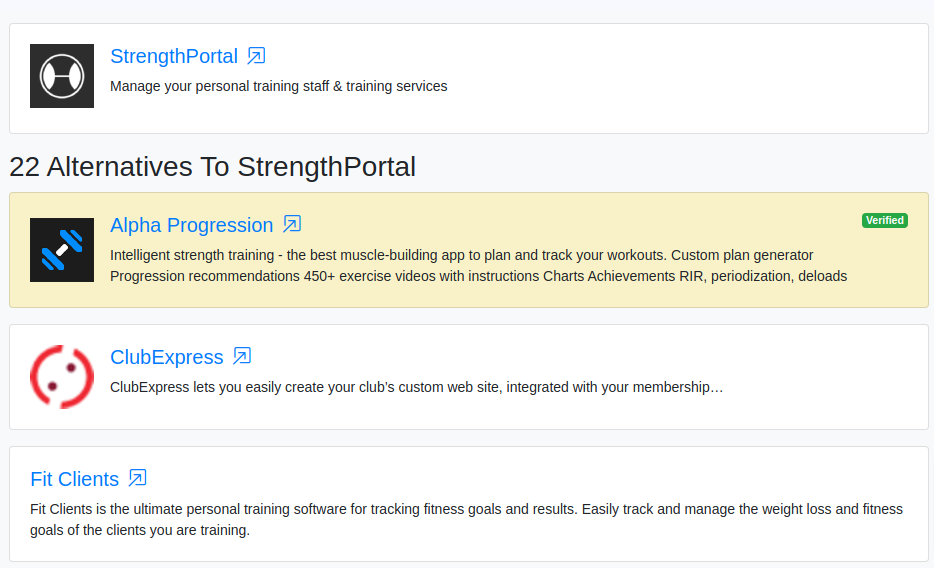 StrengthPortal
Manage your personal training staff & training services
22 Alternatives To StrengthPortal
Alpha Progression
Verified
Intelligent strength training - the best muscle-building app to plan and track your workouts. Custom plan generator
Progression recommendations 450+ exercise videos with instructions Charts Achievements RIR, periodization, deloads
ClubExpress
ClubExpress lets you easily create your club’s custom web site, integrated with your membership…
Fit Clients
Fit Clients is the ultimate personal training software for tracking fitness goals and results. Easily track and manage the weight loss and fitness
goals of the clients you are training.